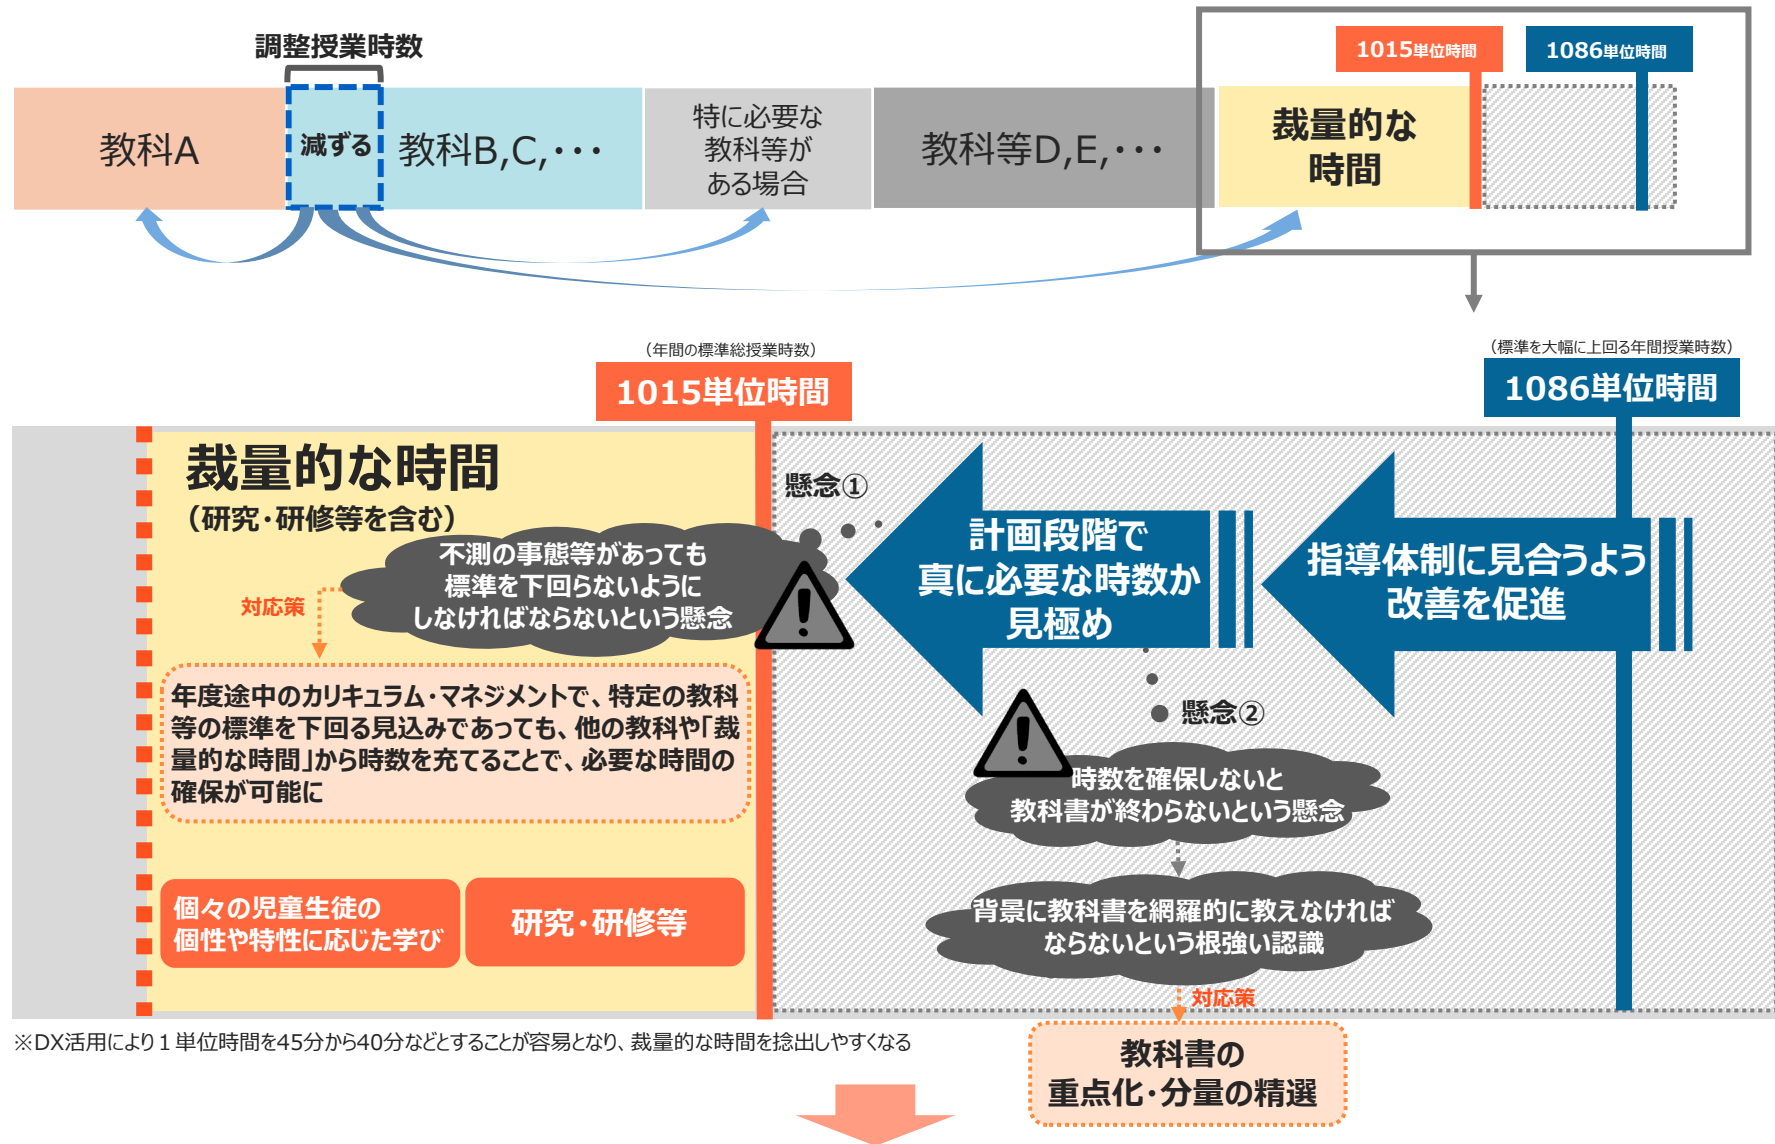 調整授業時数
1015単位時間
1086単位時間
教科A
減ずる
教科B,C,・・・
特に必要な
教科等が
ある場合
教科等D,E,・・・
裁量的な
時間
（年間の標準総授業時数）
1015単位時間
（標準を大幅に上回る年間授業時数）
1086単位時間
裁量的な時間
（研究・研修等を含む）
懸念①
不測の事態等があっても
標準を下回らないように
しなければならないという懸念
計画段階で
真に必要な時数か
見極め
指導体制に見合うよう
改善を促進
対応策
年度途中のカリキュラム・マネジメントで、特定の教科
等の標準を下回る見込みであっても、他の教科や「裁
量的な時間」から時数を充てることで、必要な時間の
確保が可能に
懸念②
時数を確保しないと
教科書が終わらないという懸念
個々の児童生徒の
個性や特性に応じた学び
研究・研修等
背景に教科書を網羅的に教えなければ
ならないという根強い認識
対応策
※DX活用により１単位時間を45分から40分などとすることが容易となり、裁量的な時間を捻出しやすくなる
教科書の
重点化・分量の精選